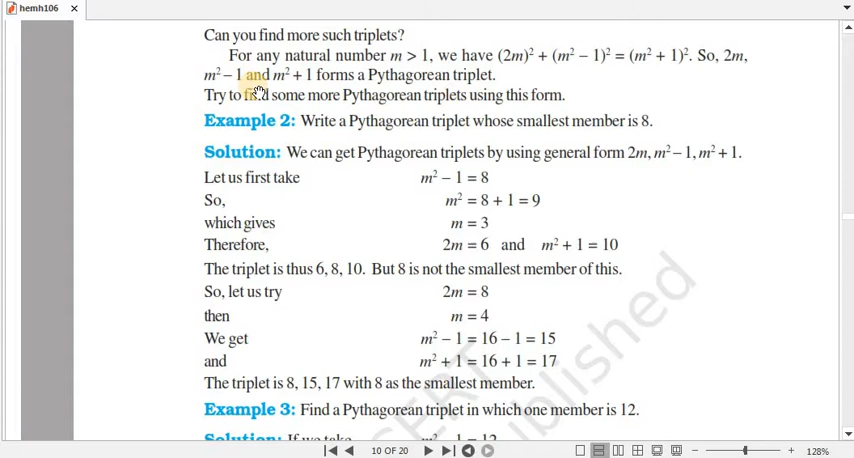 hemh106
Can you find more such triplets?
For any natural number m > 1, we have (2m)² + (m² – 1)² = (m² + 1)². So, 2m,
m² – 1 and m² + 1 forms a Pythagorean triplet.
Try to find some more Pythagorean triplets using this form.
Example 2: Write a Pythagorean triplet whose smallest member is 8.
Solution: We can get Pythagorean triplets by using general form 2m, m² – 1, m² + 1.
Let us first take m² – 1 = 8
So, m² = 8 + 1 = 9
which gives m = 3
Therefore, 2m = 6 and m² + 1 = 10
The triplet is thus 6, 8, 10. But 8 is not the smallest member of this.
So, let us try 2m = 8
then m = 4
We get m² – 1 = 16 – 1 = 15
and m² + 1 = 16 + 1 = 17
The triplet is 8, 15, 17 with 8 as the smallest member.
Example 3: Find a Pythagorean triplet in which one member is 12.
Solution: If we take m² – 1 = 12
10 OF 20
128%